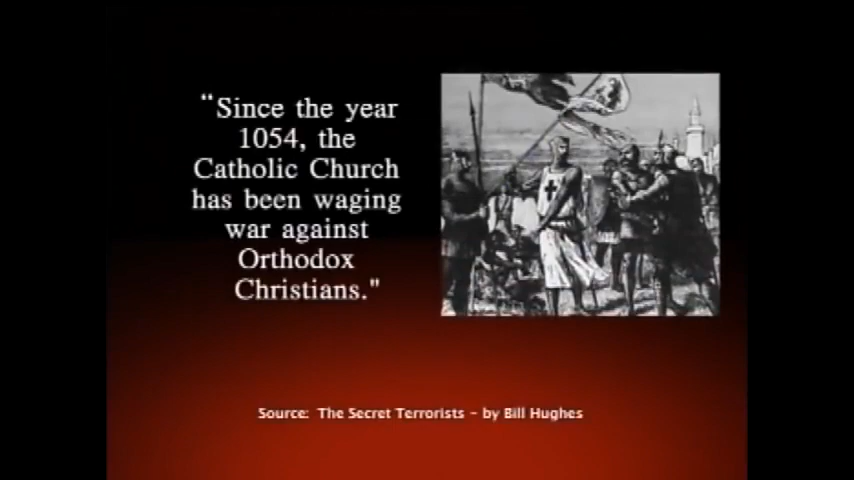 “Since the year
1054, the
Catholic Church
has been waging
war against
Orthodox
Christians."
Source: The Secret Terrorists - by Bill Hughes